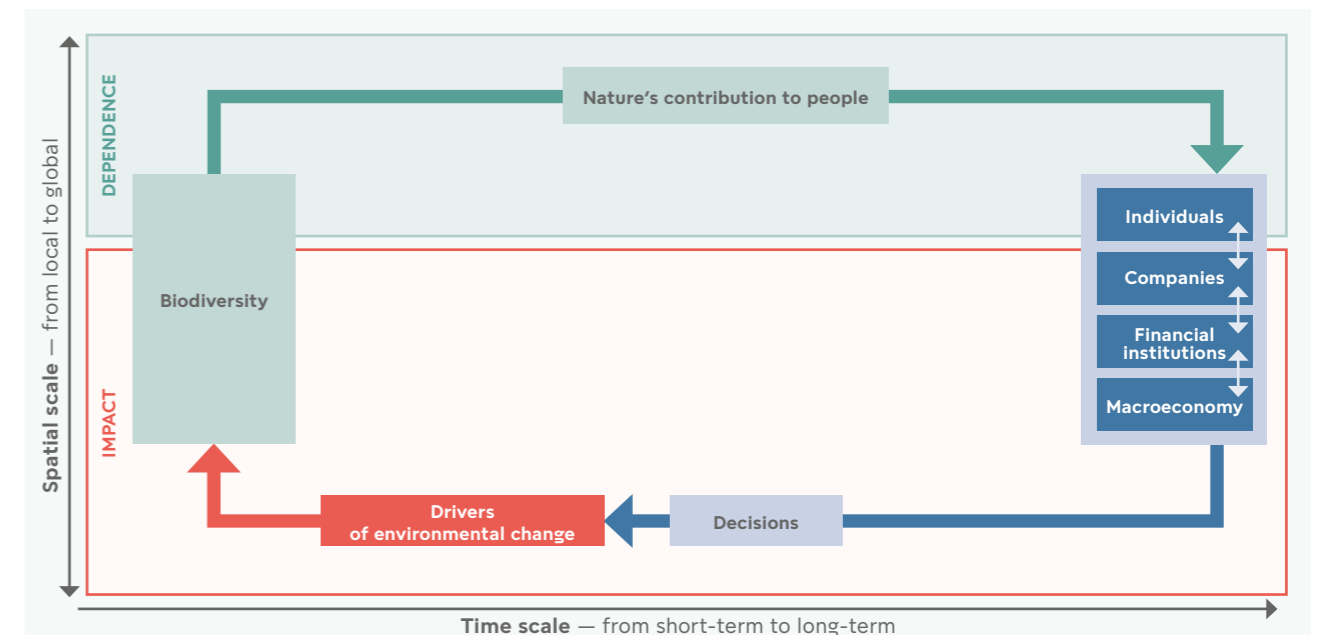 DEPENDENCE
Nature's contribution to people
Individuals
Companies
Financial
institutions
Macroeconomy
Biodiversity
IMPACT
Drivers
of environmental change
Decisions
Spatial scale — from local to global
Time scale — from short-term to long-term